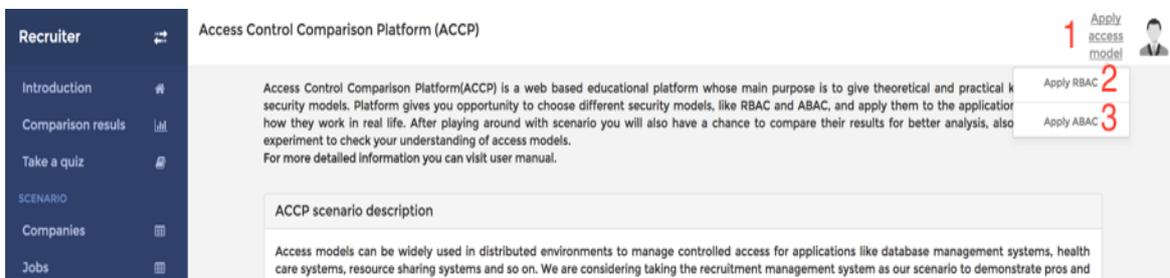 Recruiter
Access Control Comparison Platform (ACCP)
1
Apply
access
model
Introduction
Comparison resuls
Take a quiz
SCENARIO
Companies
Jobs
Apply RBAC 2
Apply ABAC 3
Access Control Comparison Platform(ACCP) is a web based educational platform whose main purpose is to give theoretical and practical k
security models. Platform gives you opportunity to choose different security models, like RBAC and ABAC, and apply them to the application
how they work in real life. After playing around with scenario you will also have a chance to compare their results for better analysis, also
experiment to check your understanding of access models.
For more detailed information you can visit user manual.
ACCP scenario description
Access models can be widely used in distributed environments to manage controlled access for applications like database management systems, health
care systems, resource sharing systems and so on. We are considering taking the recruitment management system as our scenario to demonstrate pros and